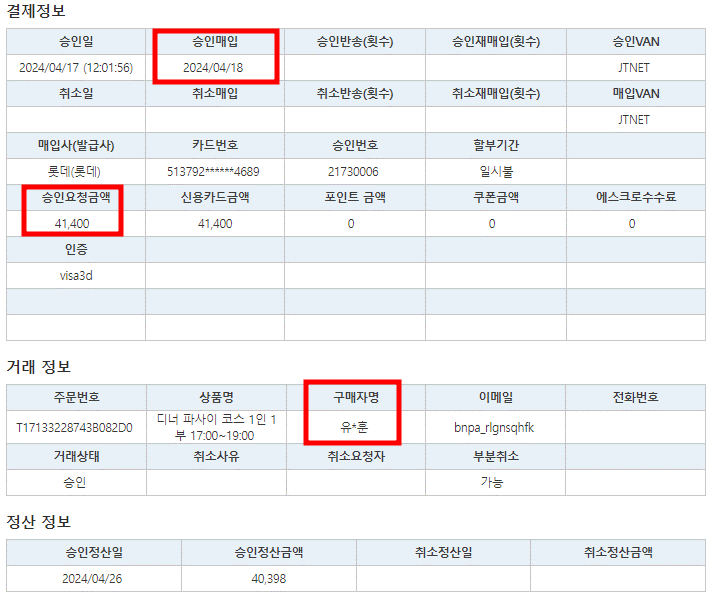 결제정보
승인일 승인매입 승인반송(횟수) 승인재매입(횟수) 승인VAN
2024/04/17 (12:01:56) 2024/04/18 JTNET
취소일 취소매입 취소반송(횟수) 취소재매입(횟수) 매입VAN
JTNET
매입사(발급사) 카드번호 승인번호 할부기간
롯데(롯데) 513792******4689 21730006 일시불
승인요청금액 신용카드금액 포인트 금액 쿠폰금액 에스크로수수료
41,400 41,400 0 0 0
인증
visa3d
거래 정보
주문번호 상품명 구매자명 이메일 전화번호
T17133228743B082D0 디너 파사이 코스 1인 1부 17:00~19:00 유*훈 bnpa_rlgnsqhfk
거래상태 취소사유 취소요청자 부분취소
승인 가능
정산 정보
승인정산일 승인정산금액 취소정산일 취소정산금액
2024/04/26 40,398